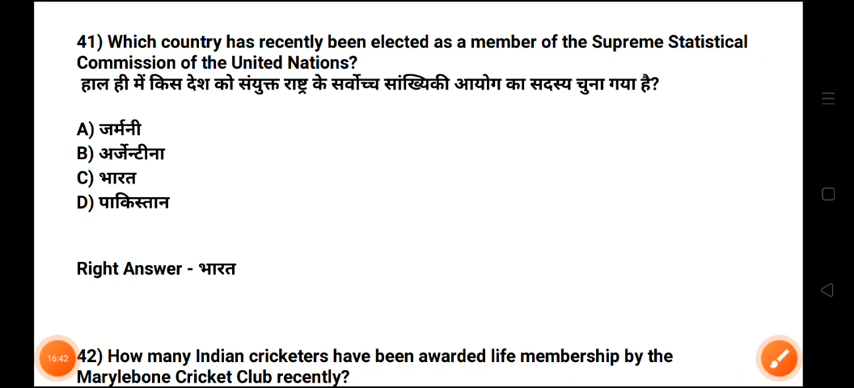 41) Which country has recently been elected as a member of the Supreme Statistical
Commission of the United Nations?
हाल ही में किस देश को संयुक्त राष्ट्र के सर्वोच्च सांख्यिकी आयोग का सदस्य चुना गया है?
A) जर्मनी
B) अर्जेन्टीना
C) भारत
D) पाकिस्तान
Right Answer - भारत
16:42
42) How many Indian cricketers have been awarded life membership by the
Marylebone Cricket Club recently?